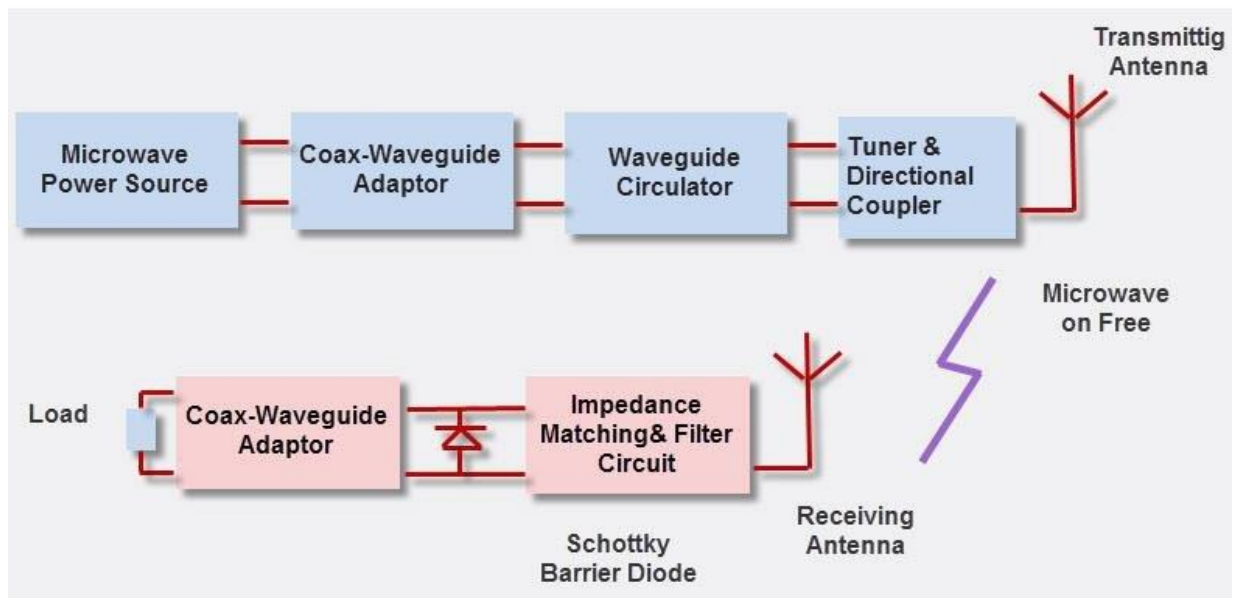 Transmittig
Antenna
Microwave
Power Source
Coax-Waveguide
Adaptor
Waveguide
Circulator
Tuner &
Directional
Coupler
Microwave
on Free
Load
Coax-Waveguide
Adaptor
Impedance
Matching& Filter
Circuit
Receiving
Antenna
Schottky
Barrier Diode